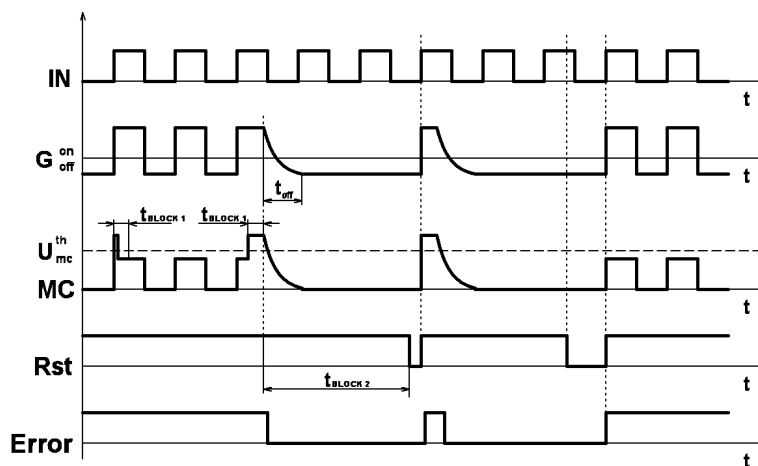 IN
t
G on off
t
t off
t BLOCK 1
t BLOCK 1
U th mc
MC
t
Rst
t
t BLOCK 2
Error
t